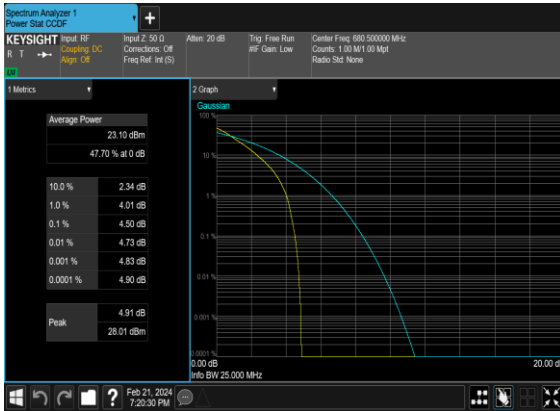 Spectrum Analyzer 1
Power Stat CCDF
KEYSIGHT
R T
LXI
Input: RF
Coupling: DC
Align: Off
Input Z: 50 Ω
Corrections: Off
Freq Ref: Int (S)
Atten: 20 dB
Trig: Free Run
#IF Gain: Low
Center Freq: 680.500000 MHz
Counts: 1.00 M/1.00 Mpt
Radio Std: None
1 Metrics
Average Power
23.10 dBm
47.70 % at 0 dB
10.0 % 2.34 dB
1.0 % 4.01 dB
0.1 % 4.50 dB
0.01 % 4.73 dB
0.001 % 4.83 dB
0.0001 % 4.90 dB
Peak
4.91 dB
28.01 dBm
2 Graph
Gaussian
100 %
10 %
1 %
0.1 %
0.01 %
0.001 %
0.0001 %
0.00 dB
20.00 d
Info BW 25.000 MHz
?
Feb 21, 2024
7:20:30 PM